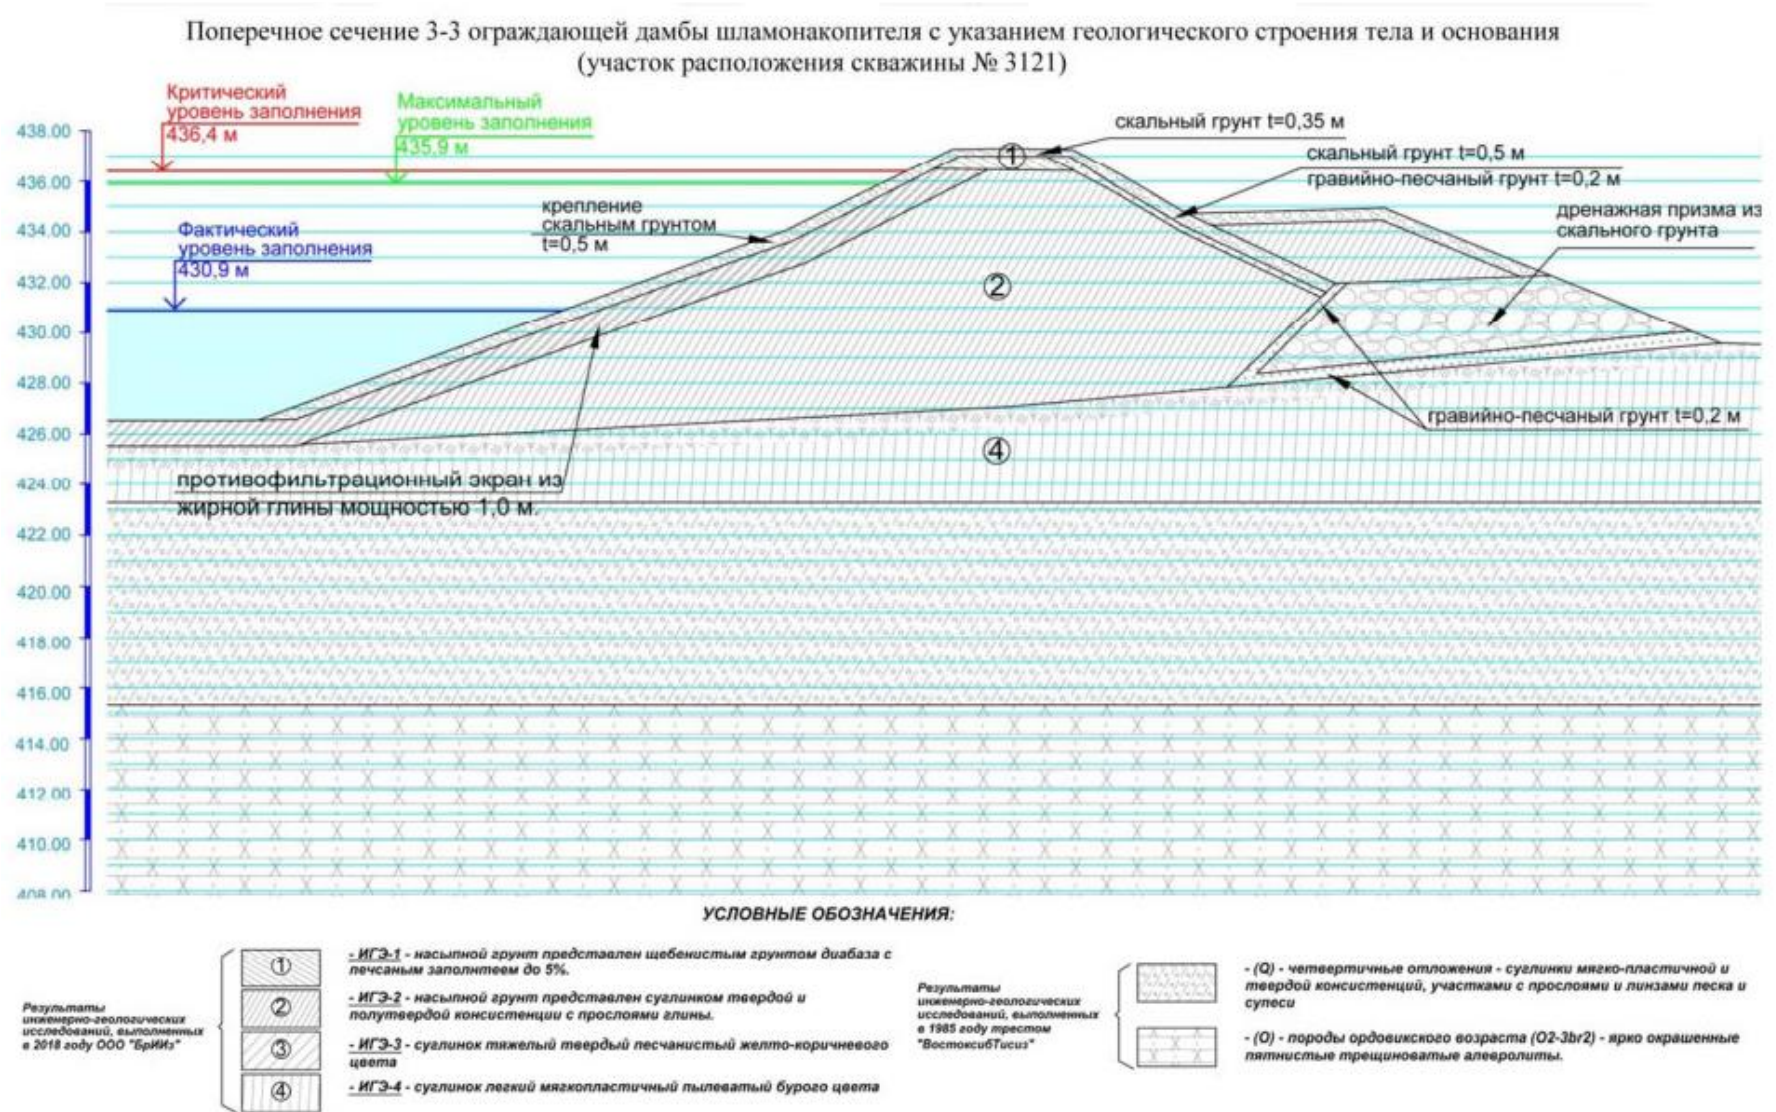 Поперечное сечение 3-3 ограждающей дамбы шламонакопителя с указанием геологического строения тела и основания
(участок расположения скважины № 3121)
Критический
уровень заполнения
436,4 м
Максимальный
уровень заполнения
435,9 м
Фактический
уровень заполнения
430,9 м
крепление
скальным грунтом
t=0,5 м
скальный грунт t=0,35 м
скальный грунт t=0,5 м
гравийно-песчаный грунт t=0,2 м
дренажная призма из
скального грунта
гравийно-песчаный грунт t=0,2 м
противофильтрационный экран из
жирной глины мощностью 1,0 м.
1
2
4
438.00
436.00
434.00
432.00
430.00
428.00
426.00
424.00
422.00
420.00
418.00
416.00
414.00
412.00
410.00
408.00
УСЛОВНЫЕ ОБОЗНАЧЕНИЯ:
Результаты
инженерно-геологических
исследований, выполненных
в 2018 году ООО "БрИИз"
1
- ИГЭ-1 - насыпной грунт представлен щебенистым грунтом диабаза с
песчаным заполнтеем до 5%.
2
- ИГЭ-2 - насыпной грунт представлен суглинком твердой и
полутвердой консистенции с прослоями глины.
3
- ИГЭ-3 - суглинок тяжелый твердый песчанистый желто-коричневого
цвета
4
- ИГЭ-4 - суглинок легкий мягкопластичный пылеватый бурого цвета
Результаты
инженерно-геологических
исследований, выполненных
в 1985 году трестом
"ВостоксибТисиз"
- (Q) - четвертичные отложения - суглинки мягко-пластичной и
твердой консистенций, участками с прослоями и линзами песка и
супеси
- (О) - породы ордовикского возраста (О2-3br2) - ярко окрашенные
пятнистые трещиноватые алевролиты.